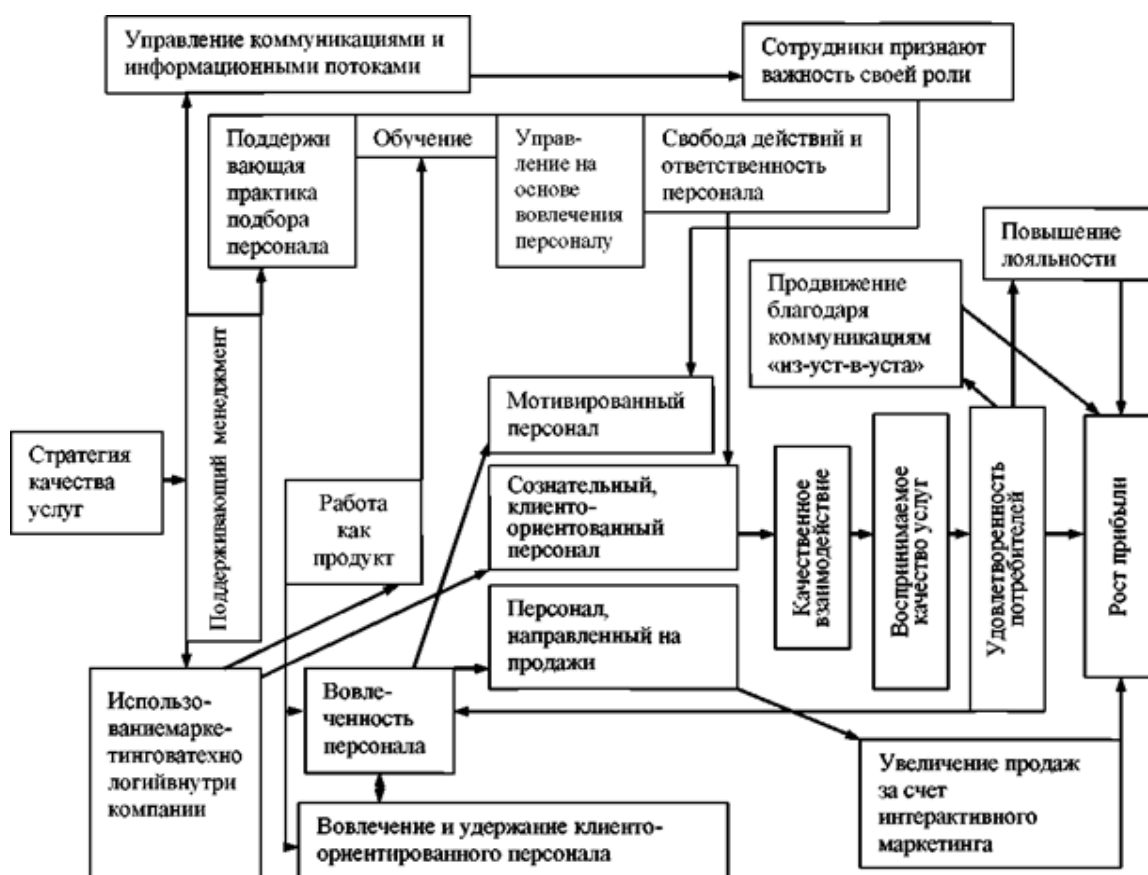 Управление коммуникациями и
информационными потоками
Сотрудники признают
важность своей роли
Поддержи
вающая
практика
подбора
персонала
Обучение
Управ-
ление на
основе
вовлечения
персоналу
Свобода действий и
ответственность
персонала
Повышение
лояльности
Продвижение
благодаря
коммуникациям
«из-уст-в-уста»
Стратегия
качества
услуг
Поддерживающий менеджмент
Работа
как
продукт
Мотивированный
персонал
Сознательный,
клиенто-
ориентованный
персонал
Персонал,
направленный на
продажи
Качественное
взаимодействие
Воспринимаемое
качество услуг
Удовлетворенность
потребителей
Рост прибыли
Использо-
ваниемарке-
тинговатехно
логийвнутри
компании
Вовле-
ченность
персонала
Вовлечение и удержание клиенто-
ориентированного персонала
Увеличение продаж
за счет
интерактивного
маркетинга